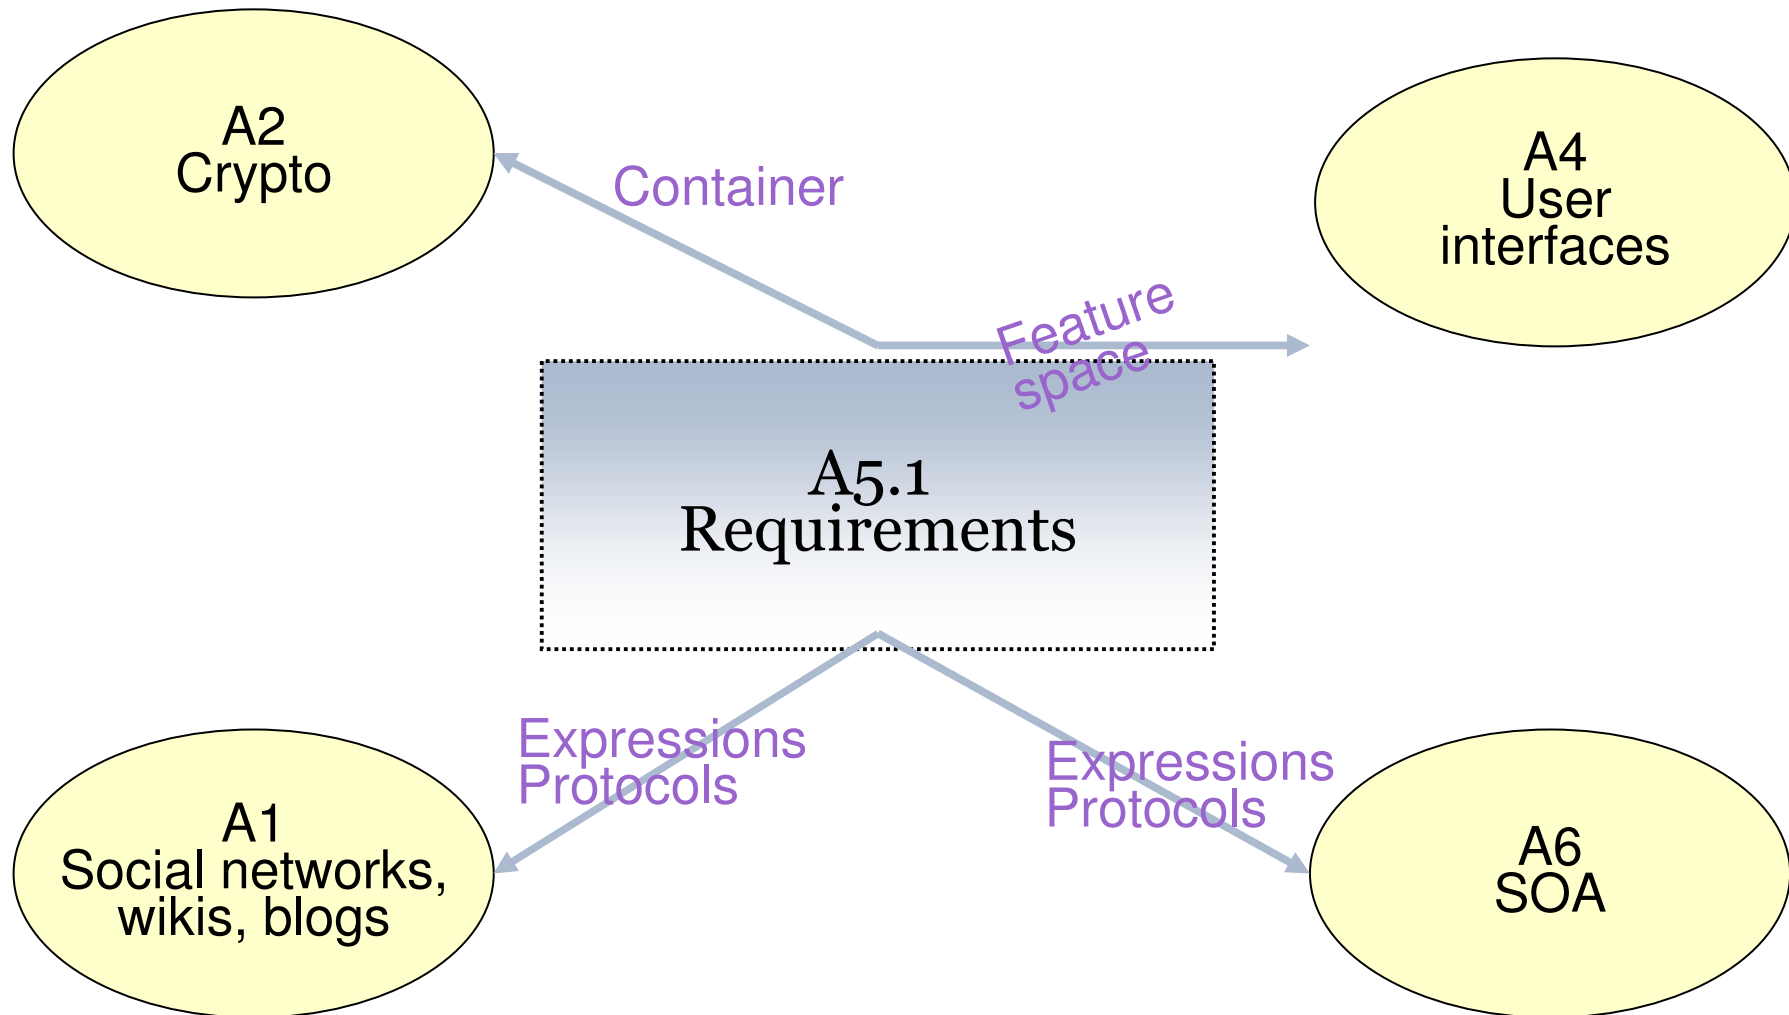 A2
Crypto
Container
A4
User
interfaces
Feature
space
A5.1
Requirements
Expressions
Protocols
Expressions
Protocols
A1
Social networks,
wikis, blogs
A6
SOA